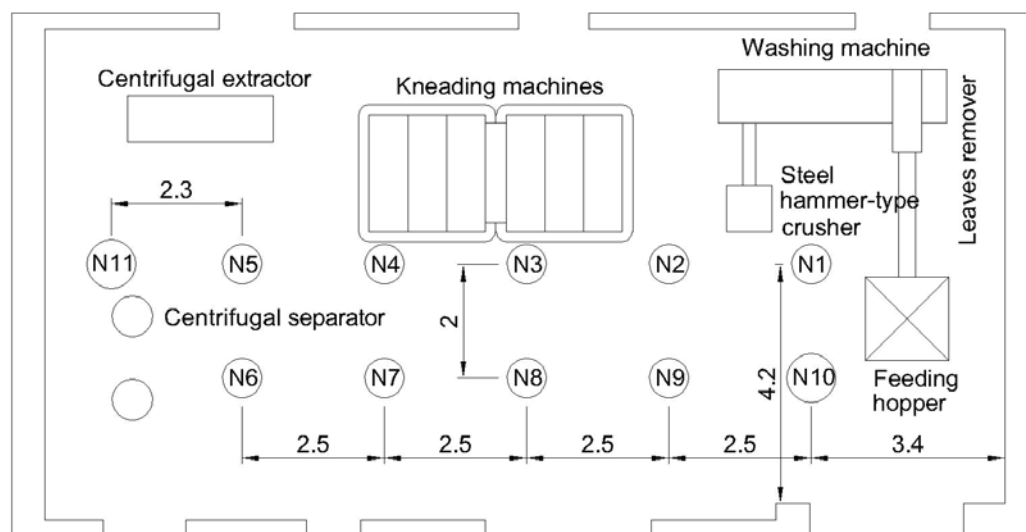 Washing machine
Centrifugal extractor
Kneading machines
Leaves remover
Steel
hammer-type
crusher
2.3
N11
N5
N4
N3
N2
N1
Centrifugal separator
2
4.2
N6
N7
N8
N9
N10
Feeding
hopper
2.5
2.5
2.5
2.5
3.4